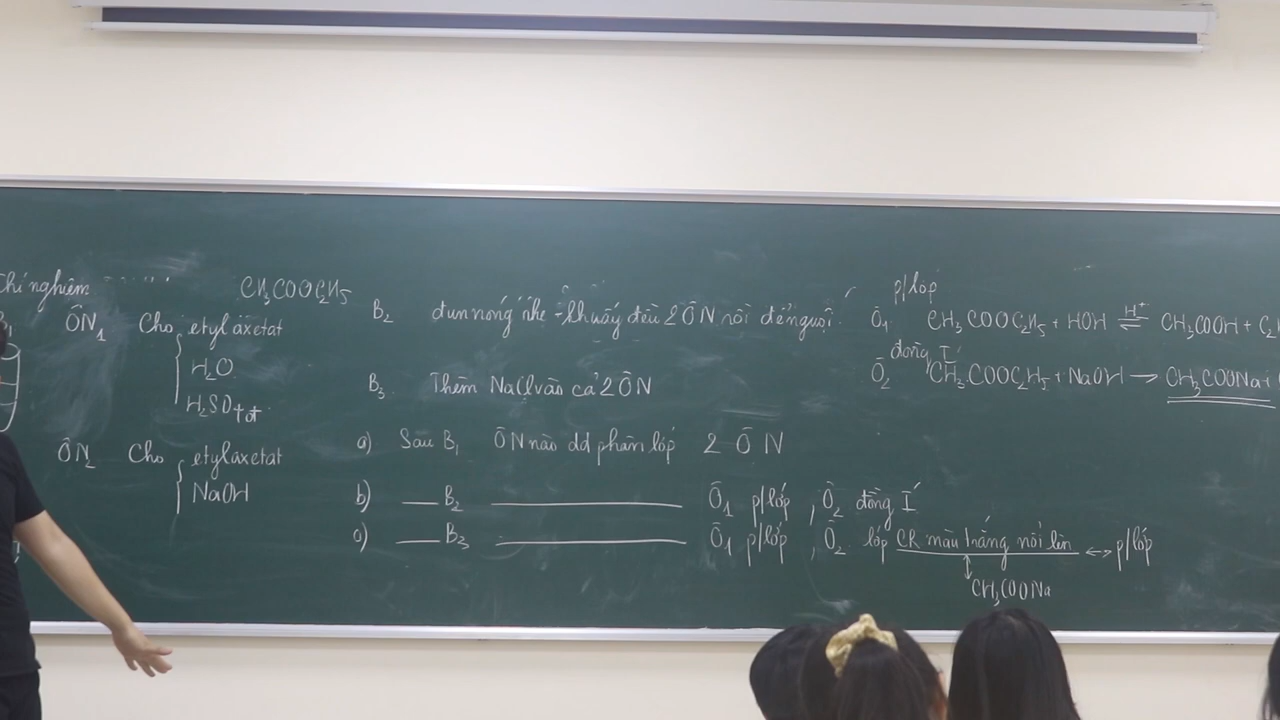 Thí nghiệm
CH₃COOC₂H₅
ÔN₁ Cho etyl axetat
H₂O
H₂SO₄
ÔN₂ Cho etyl axetat
NaOH
B₂ đun nóng nhẹ - khuấy đều 2 ÔN rồi để nguội.
B₃ Thêm NaCl vào cả 2 ÔN
a) Sau B₁ ÔN nào dd phân lớp 2 ÔN
b) — B₂ —— Ô₁ p/lớp, Ô₂ đồng I
c) — B₃ —— Ô₁ p/lớp, Ô₂ lớp CR màu trắng nổi lên ↔ p/lớp
↕
CH₃COONa
p/lớp
Ô₁ CH₃COOC₂H₅ + HOH ⇌ H⁺ CH₃COOH + C₂
đồng I
Ô₂ CH₃COOC₂H₅ + NaOH → CH₃COONa +